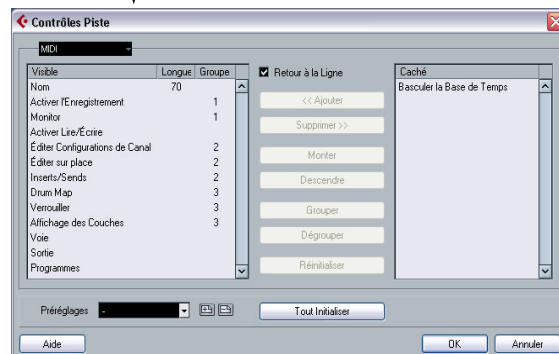 Contrôles Piste
MIDI
Visible Longue Groupe
Nom 70
Activer l'Enregistrement 1
Monitor 1
Activer Lire/Écrire
Éditer Configurations de Canal 2
Éditer sur place 2
Inserts/Sends 2
Drum Map 3
Verrouiller 3
Affichage des Couches 3
Voie
Sortie
Programmes
Retour à la Ligne
<< Ajouter
Supprimer >>
Monter
Descendre
Grouper
Dégrouper
Réinitialiser
Caché
Basculer la Base de Temps
Préréglages -
Tout Initialiser
Aide
OK
Annuler